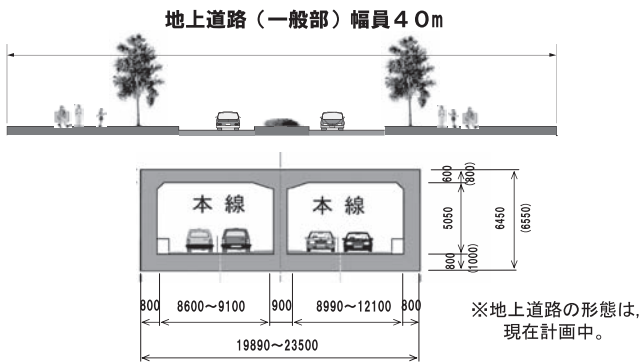 地上道路（一般部）幅員４０ｍ
本線
本線
600
(800)
5050
6450
(6550)
800
(1000)
800
8600～9100
900
8990～12100
800
19890～23500
※地上道路の形態は,
現在計画中。